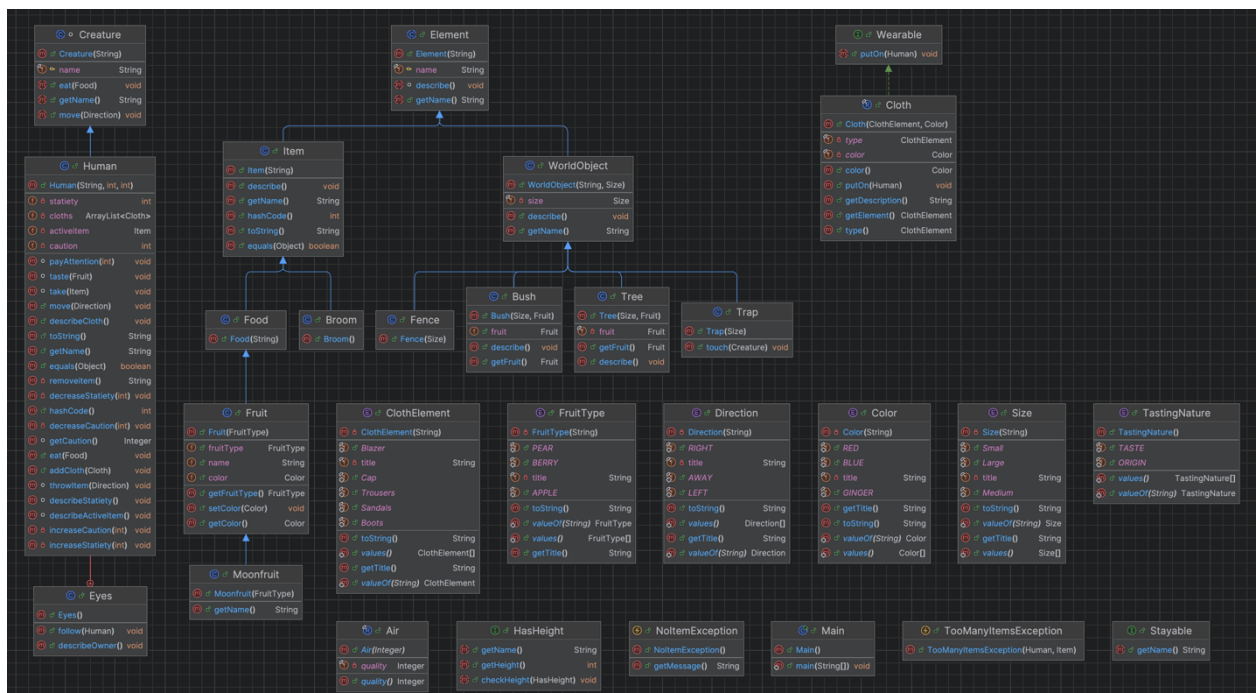 Creature
Creature(String)
name String
eat(Food) void
getName() String
move(Direction) void
Element
Element(String)
name String
describe() void
getName() String
Wearable
putOn(Human) void
Cloth
Cloth(ClothElement, Color)
type ClothElement
color Color
color() Color
putOn(Human) void
getDescription() String
getElement() ClothElement
type() ClothElement
Human
Human(String, int, int)
statiety int
cloths ArrayList<Cloth>
activeItem Item
caution int
payAttention(int) void
taste(Fruit) void
take(Item) void
move(Direction) void
describeCloth() void
toString() String
getName() String
equals(Object) boolean
removeItem() String
decreaseStatiety(int) void
hashCode() int
decreaseCaution(int) void
getCaution() Integer
eat(Food) void
addCloth(Cloth) void
throwItem(Direction) void
describeStatiety() void
describeActiveItem() void
increaseCaution(int) void
increaseStatiety(int) void
Item
Item(String)
describe() void
getName() String
hashCode() int
toString() String
equals(Object) boolean
WorldObject
WorldObject(String, Size)
size Size
describe() void
getName() String
Food
Food(String)
Broom
Broom()
Fence
Fence(Size)
Bush
Bush(Size, Fruit)
fruit Fruit
describe() void
getFruit() Fruit
Tree
Tree(Size, Fruit)
fruit Fruit
getFruit() Fruit
describe() void
Trap
Trap(Size)
touch(Creature) void
Fruit
Fruit(FruitType)
fruitType FruitType
name String
color Color
getFruitType() FruitType
setColor(Color) void
getColor() Color
ClothElement
ClothElement(String)
Blazer
title String
Cap
Trousers
Sandals
Boots
toString() String
values() ClothElement[]
getTitle() String
valueOf(String) ClothElement
FruitType
FruitType(String)
PEAR
BERRY
title String
APPLE
toString() String
valueOf(String) FruitType
values() FruitType[]
getTitle() String
Direction
Direction(String)
RIGHT
title String
AWAY
LEFT
toString() String
values() Direction[]
getTitle() String
valueOf(String) Direction
Color
Color(String)
RED
BLUE
title String
GINGER
getTitle() String
toString() String
valueOf(String) Color
values() Color[]
Size
Size(String)
Small
Large
title String
Medium
toString() String
valueOf(String) Size
getTitle() String
values() Size[]
TastingNature
TastingNature()
TASTE
ORIGIN
values() TastingNature[]
valueOf(String) TastingNature
Moonfruit
Moonfruit(FruitType)
getName() String
Eyes
Eyes()
follow(Human) void
describeOwner() void
Air
Air(Integer)
quality Integer
quality() Integer
HasHeight
getName() String
getHeight() int
checkHeight(HasHeight) void
NoItemException
NoItemException()
getMessage() String
Main
Main()
main(String[]) void
TooManyItemsException
TooManyItemsException(Human, Item)
Stayable
getName() String